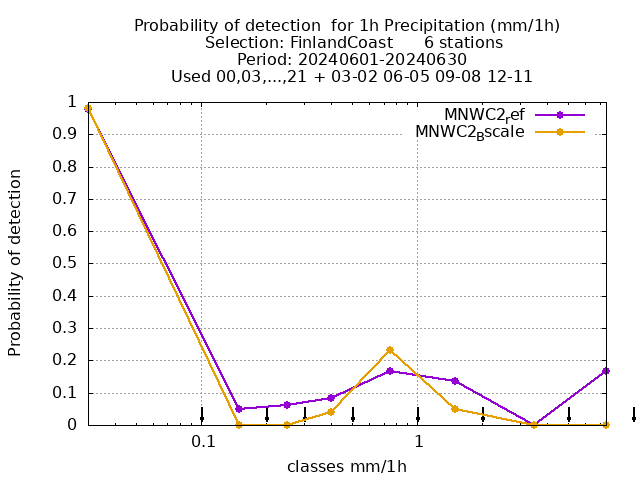 Probability of detection  for 1h Precipitation (mm/1h)
Selection: FinlandCoast      6 stations
Period: 20240601-20240630
Used 00,03,...,21 + 03-02 06-05 09-08 12-11
MNWC2_ref
MNWC2_Bscale
1
0.9
0.8
0.7
0.6
0.5
0.4
0.3
0.2
0.1
0
Probability of detection
0.1
1
classes mm/1h